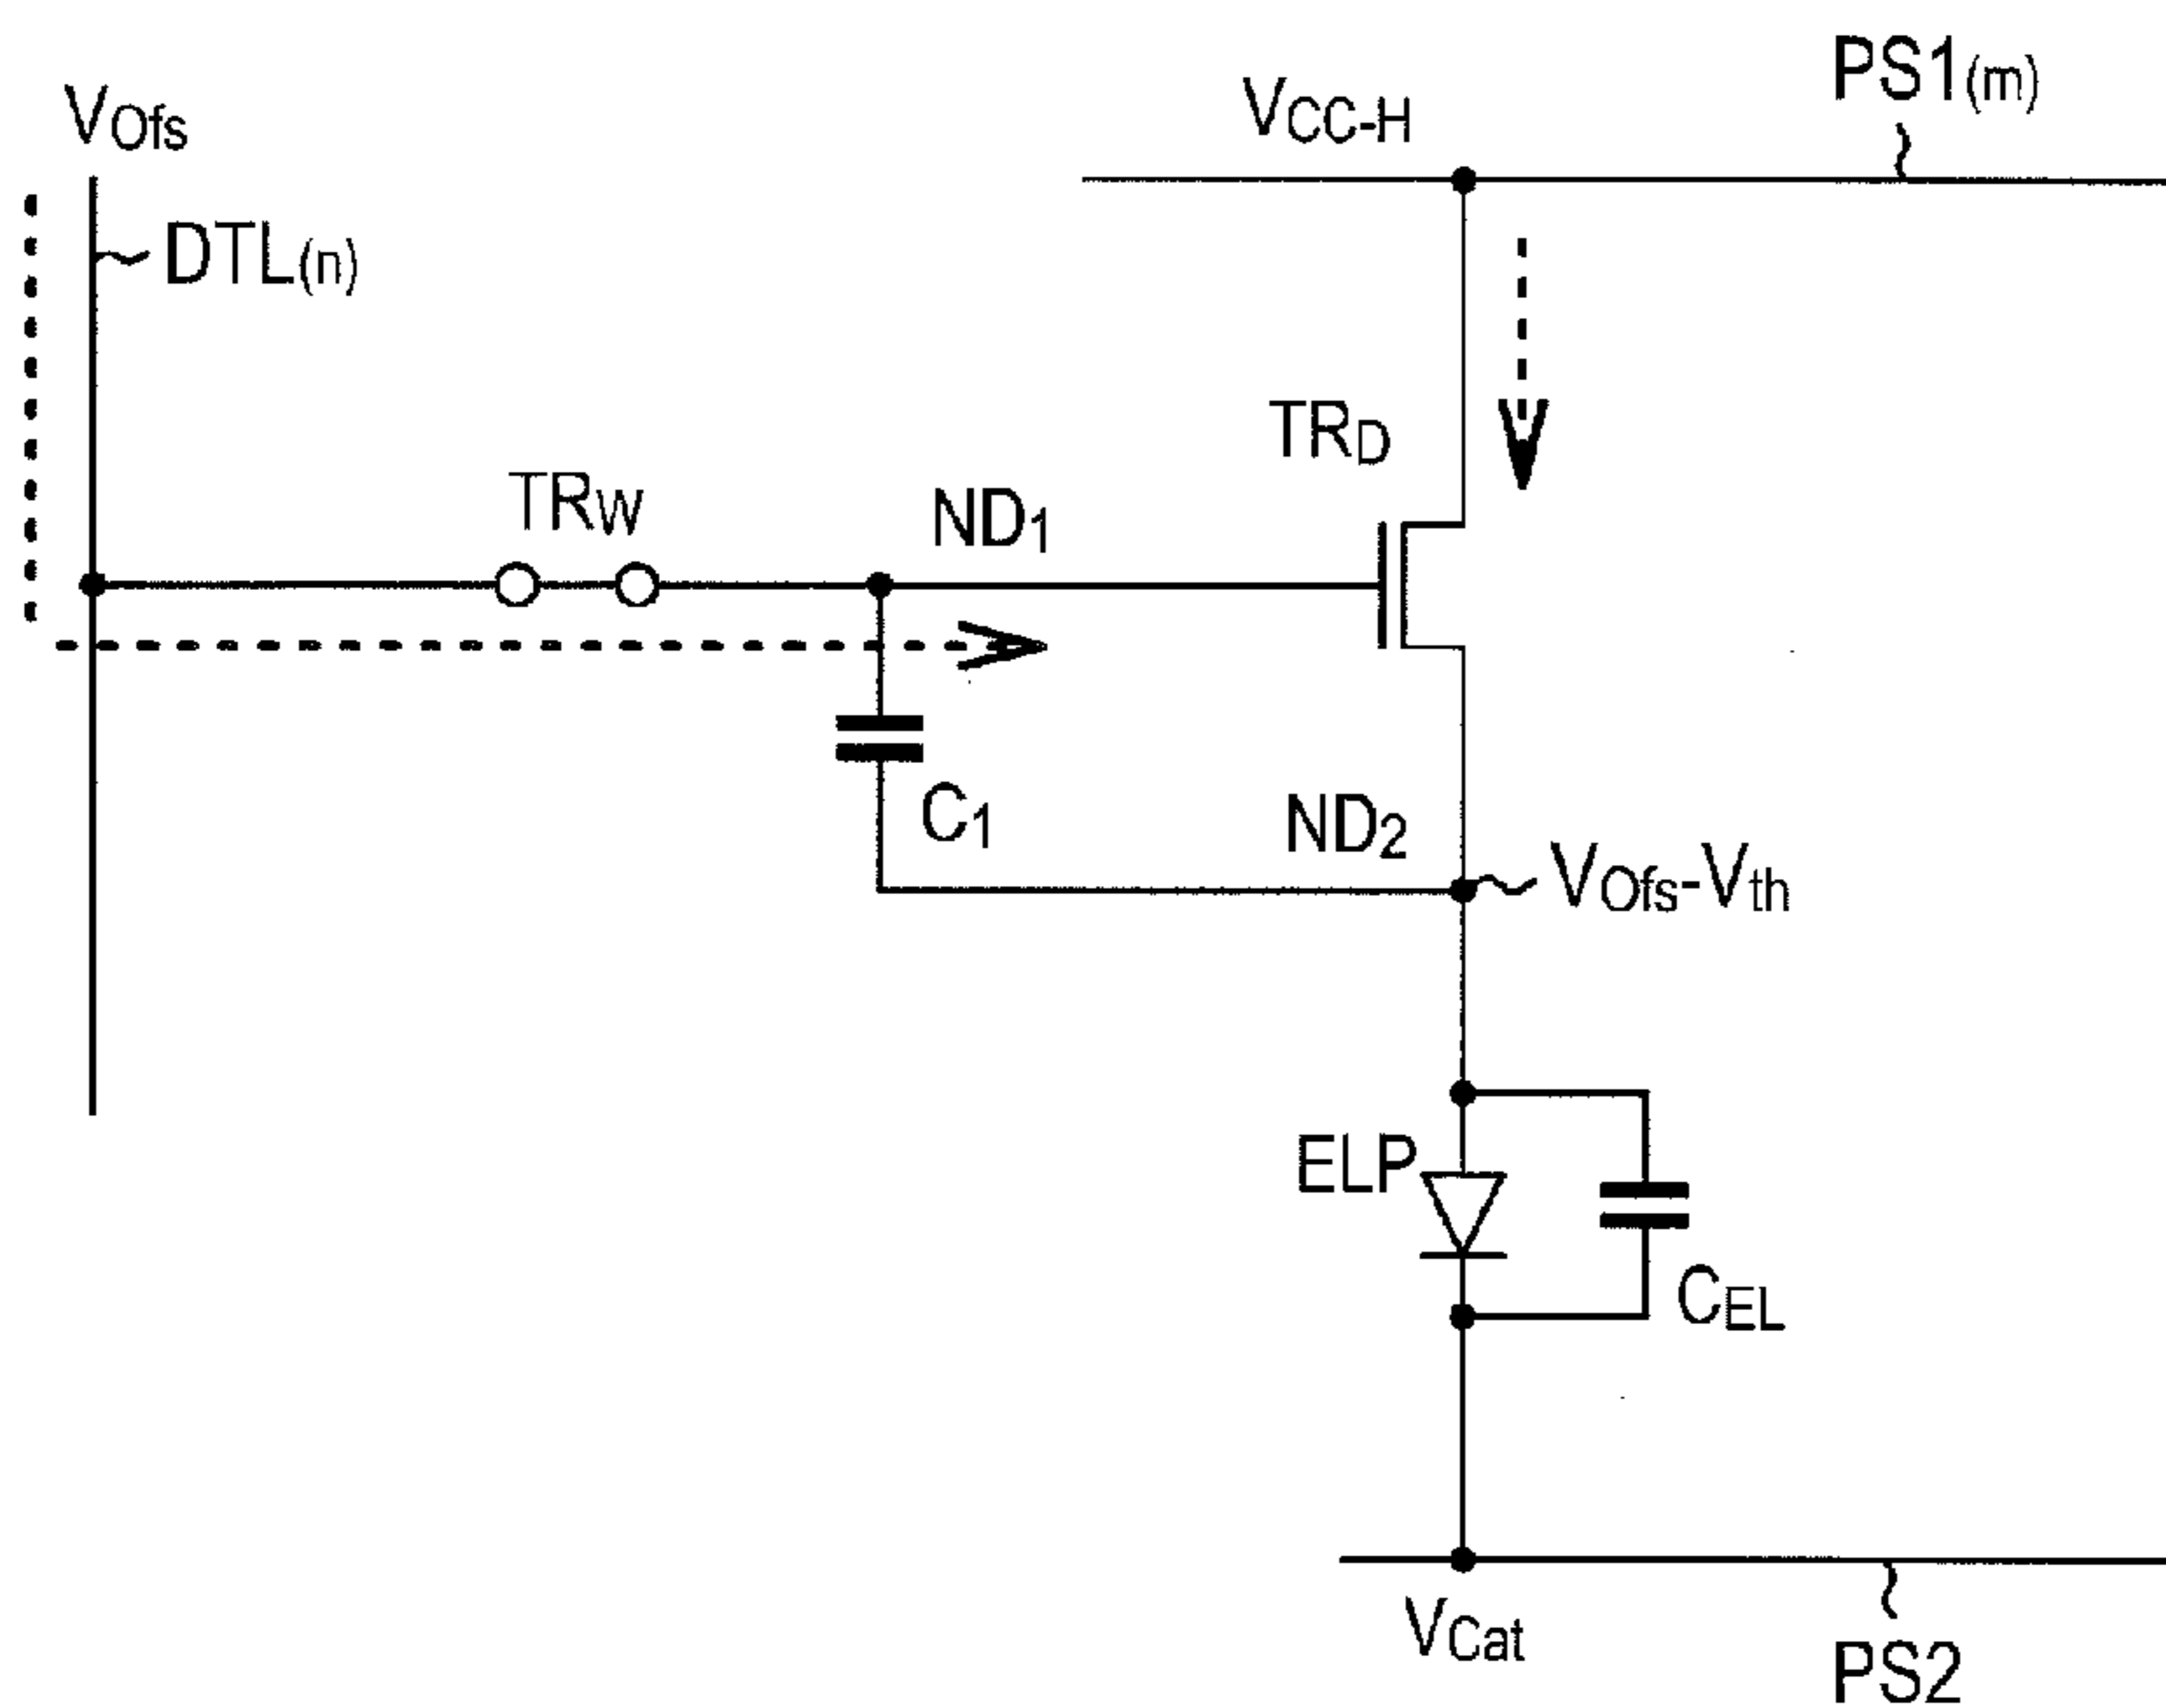 PS1(m)
VOfs
VCC-H
DTL(n)
TRD
TRW
ND1
C1
ND2
VOfs-Vth
ELP
CEL
VCat
PS2